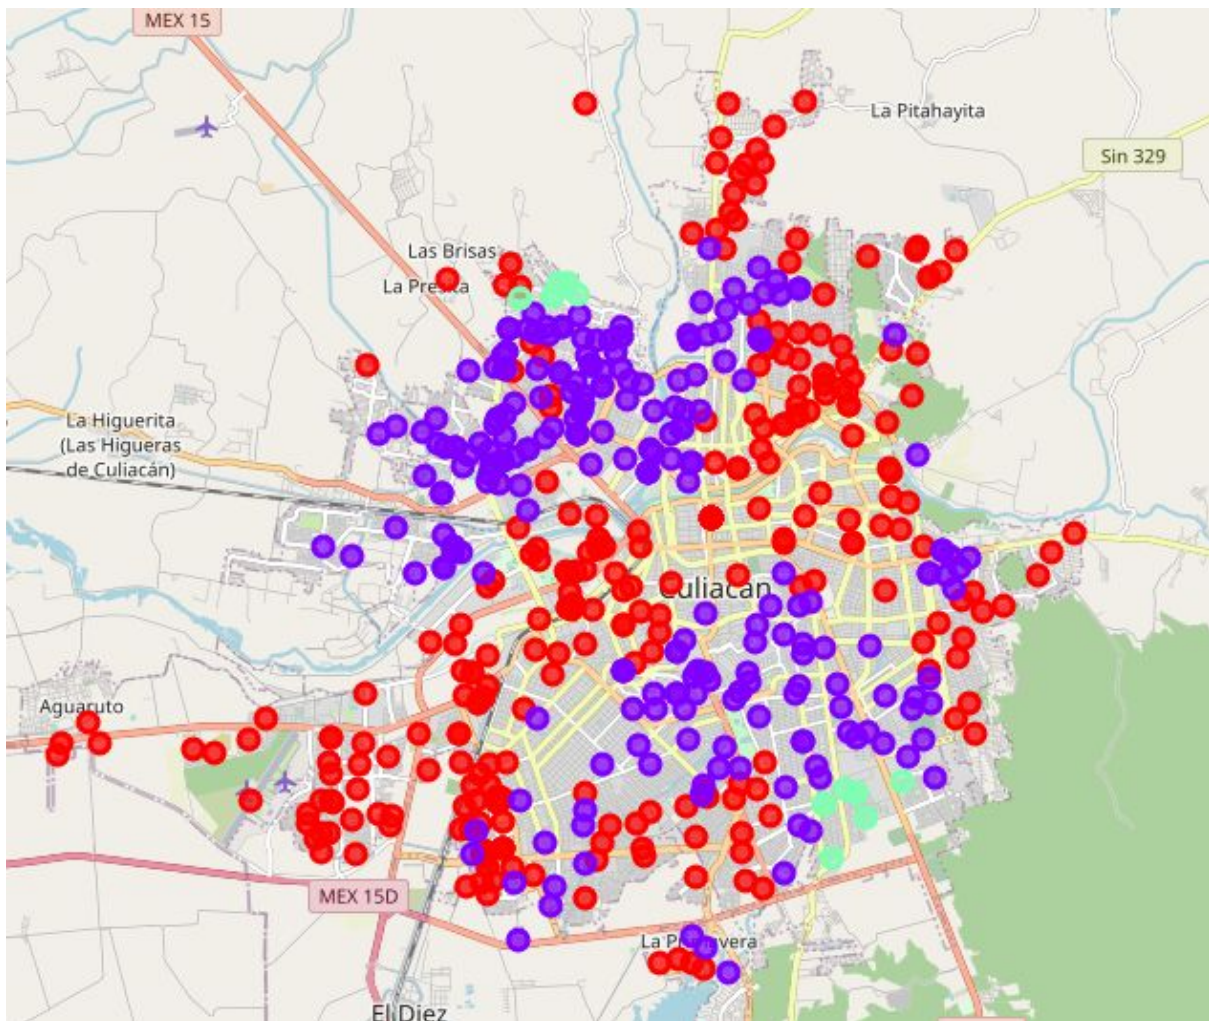 MEX 15
La Pitahayita
Sin 329
Las Brisas
La Presita
La Higuerita
(Las Higueras
de Culiacán)
Culiacán
Aguaruto
MEX 15D
La Primavera
El Diez